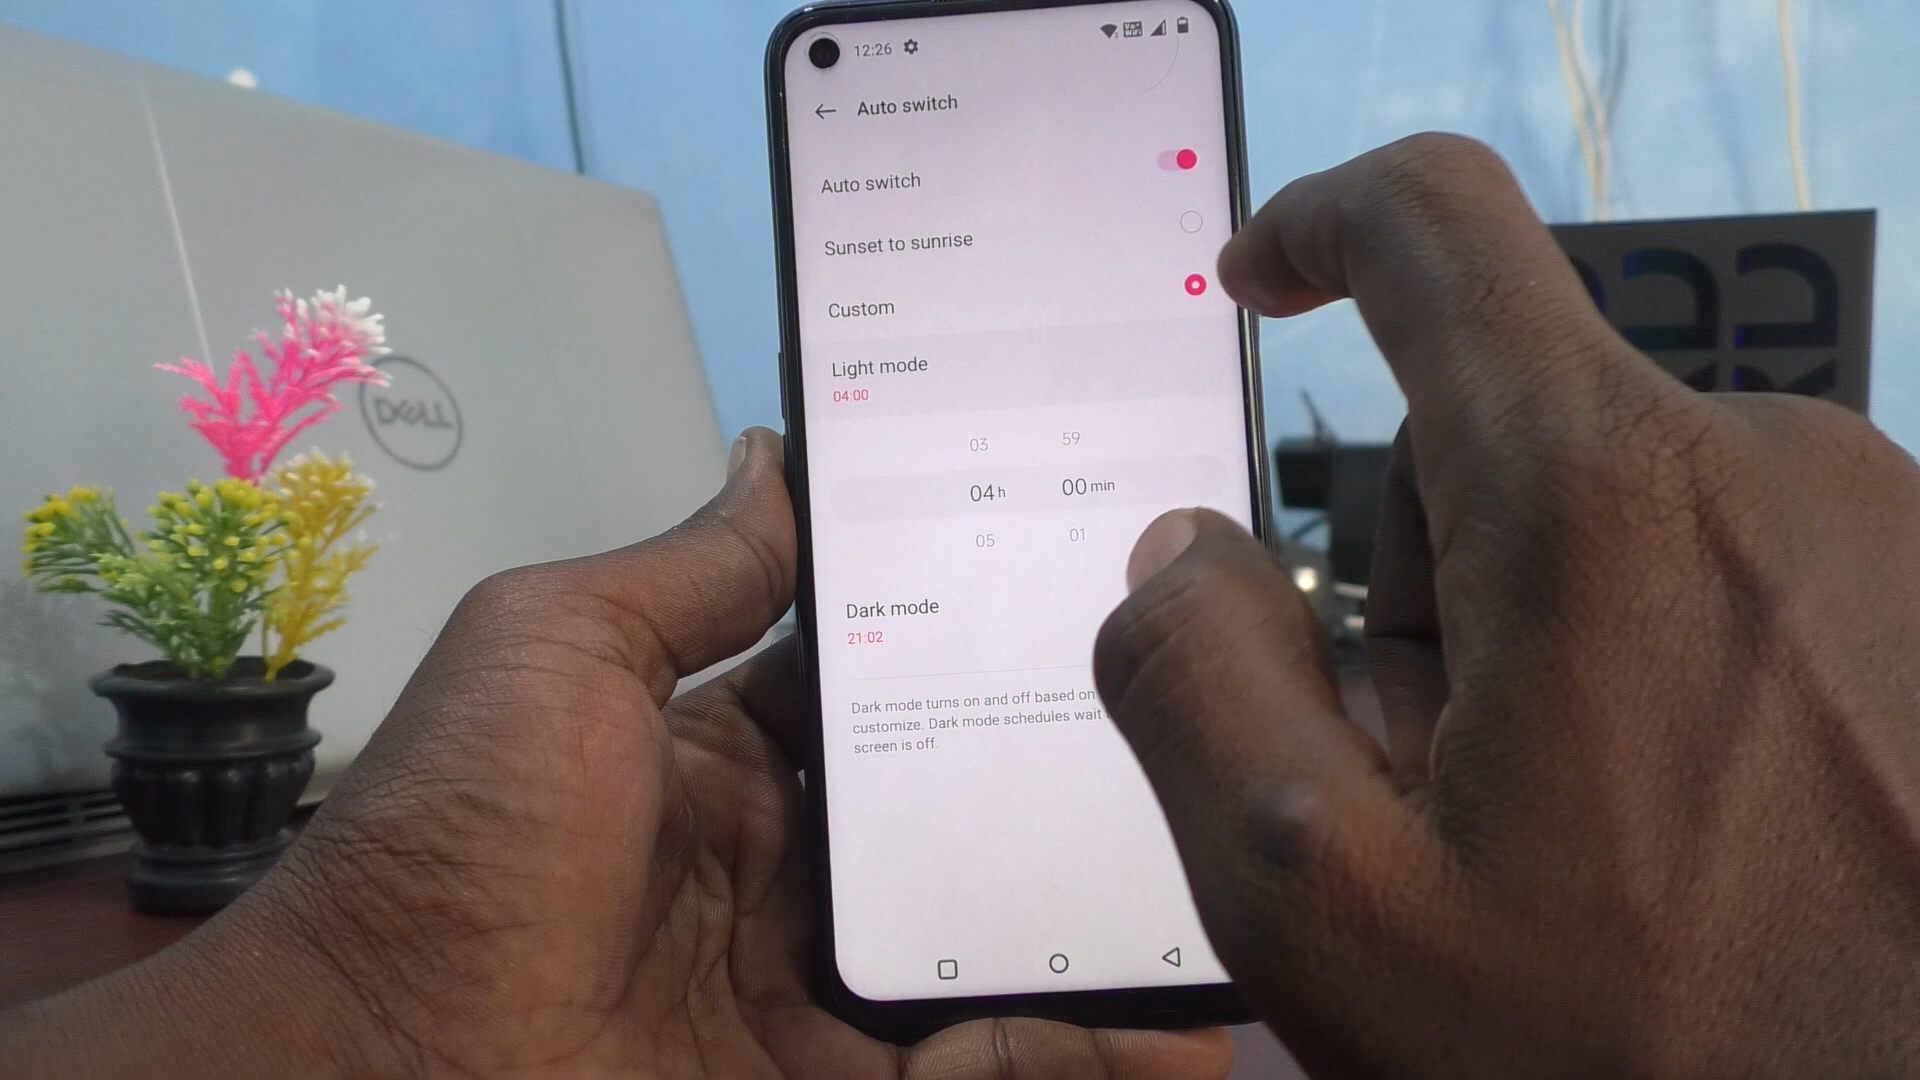 12:26
Auto switch
Auto switch
Sunset to sunrise
Custom
Light mode
04:00
03 59
04 h 00 min
05 01
Dark mode
21:02
Dark mode turns on and off based on
customize. Dark mode schedules wait
screen is off.
DELL